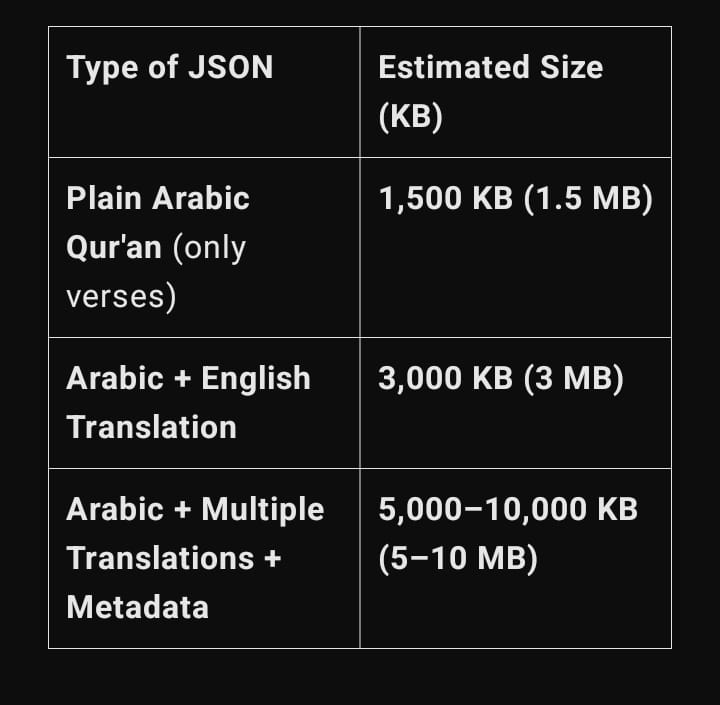 Type of JSON
Estimated Size
(KB)
Plain Arabic
Qur'an (only
verses)
1,500 KB (1.5 MB)
Arabic + English
Translation
3,000 KB (3 MB)
Arabic + Multiple
Translations +
Metadata
5,000–10,000 KB
(5–10 MB)